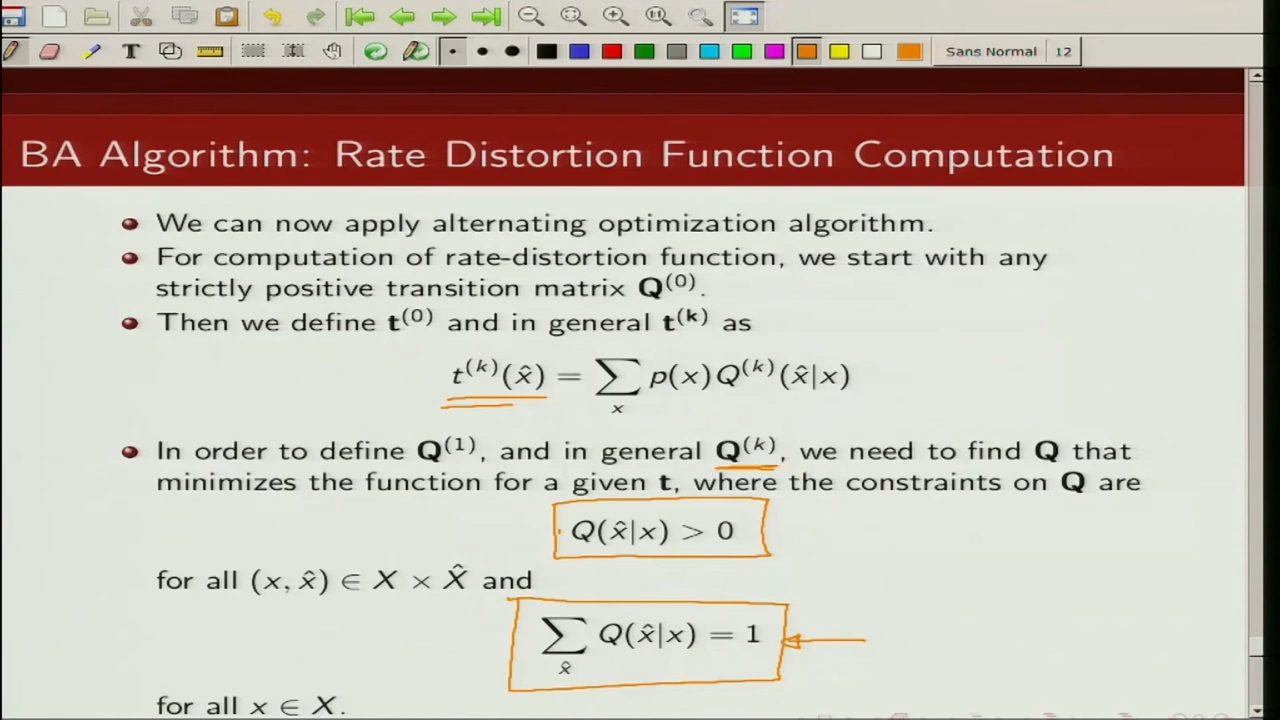 Sans Normal 12
BA Algorithm: Rate Distortion Function Computation
We can now apply alternating optimization algorithm.
For computation of rate-distortion function, we start with any
strictly positive transition matrix Q⁽⁰⁾.
Then we define t⁽⁰⁾ and in general t⁽ᵏ⁾ as
t⁽ᵏ⁾(x̂) = ∑ p(x)Q⁽ᵏ⁾(x̂|x)
x
In order to define Q⁽¹⁾, and in general Q⁽ᵏ⁾, we need to find Q that
minimizes the function for a given t, where the constraints on Q are
Q(x̂|x) > 0
for all (x, x̂) ∈ X × X̂ and
∑ Q(x̂|x) = 1
x̂
for all x ∈ X.